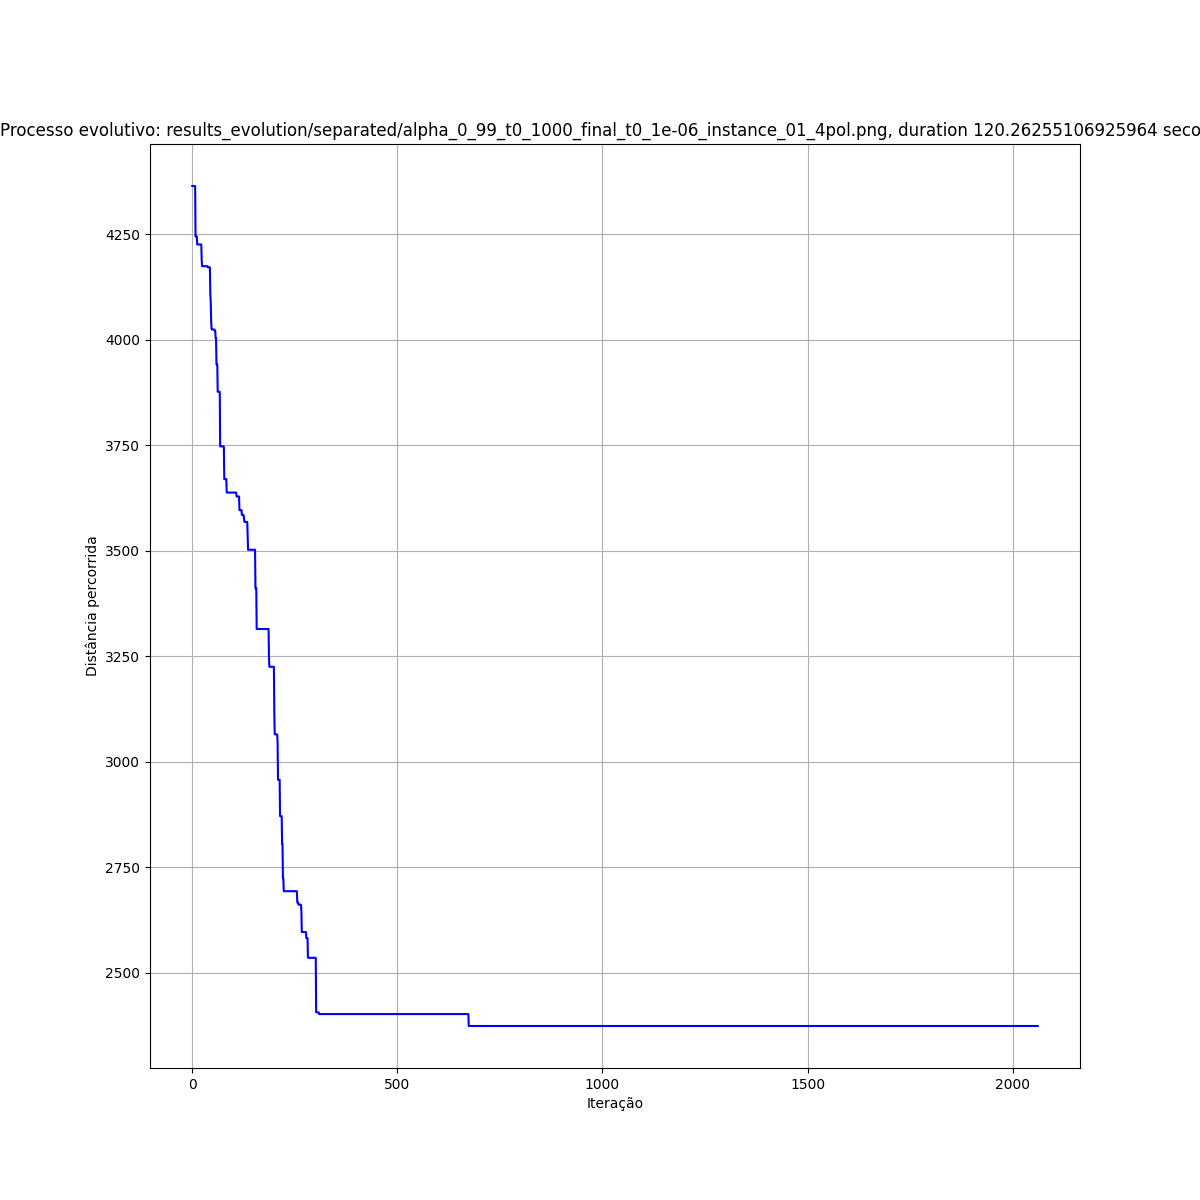 Processo evolutivo: results_evolution/separated/alpha_0_99_t0_1000_final_t0_1e-06_instance_01_4pol.png, duration 120.26255106925964 seco
4250
4000
3750
3500
3250
3000
2750
2500
Distância percorrida
0 500 1000 1500 2000
Iteração